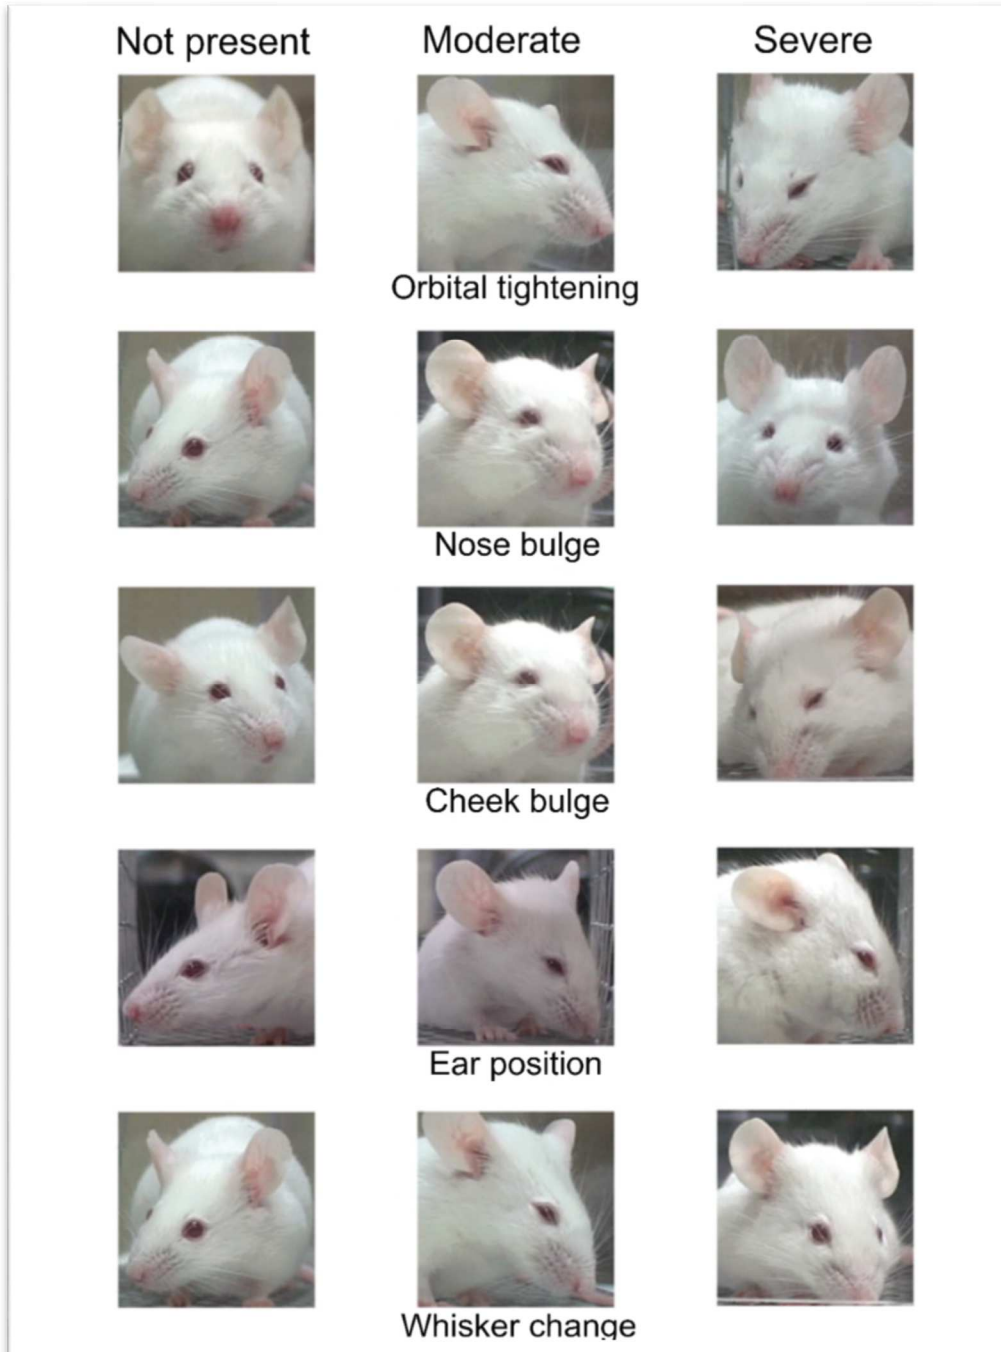 Not present Moderate Severe
Orbital tightening
Nose bulge
Cheek bulge
Ear position
Whisker change